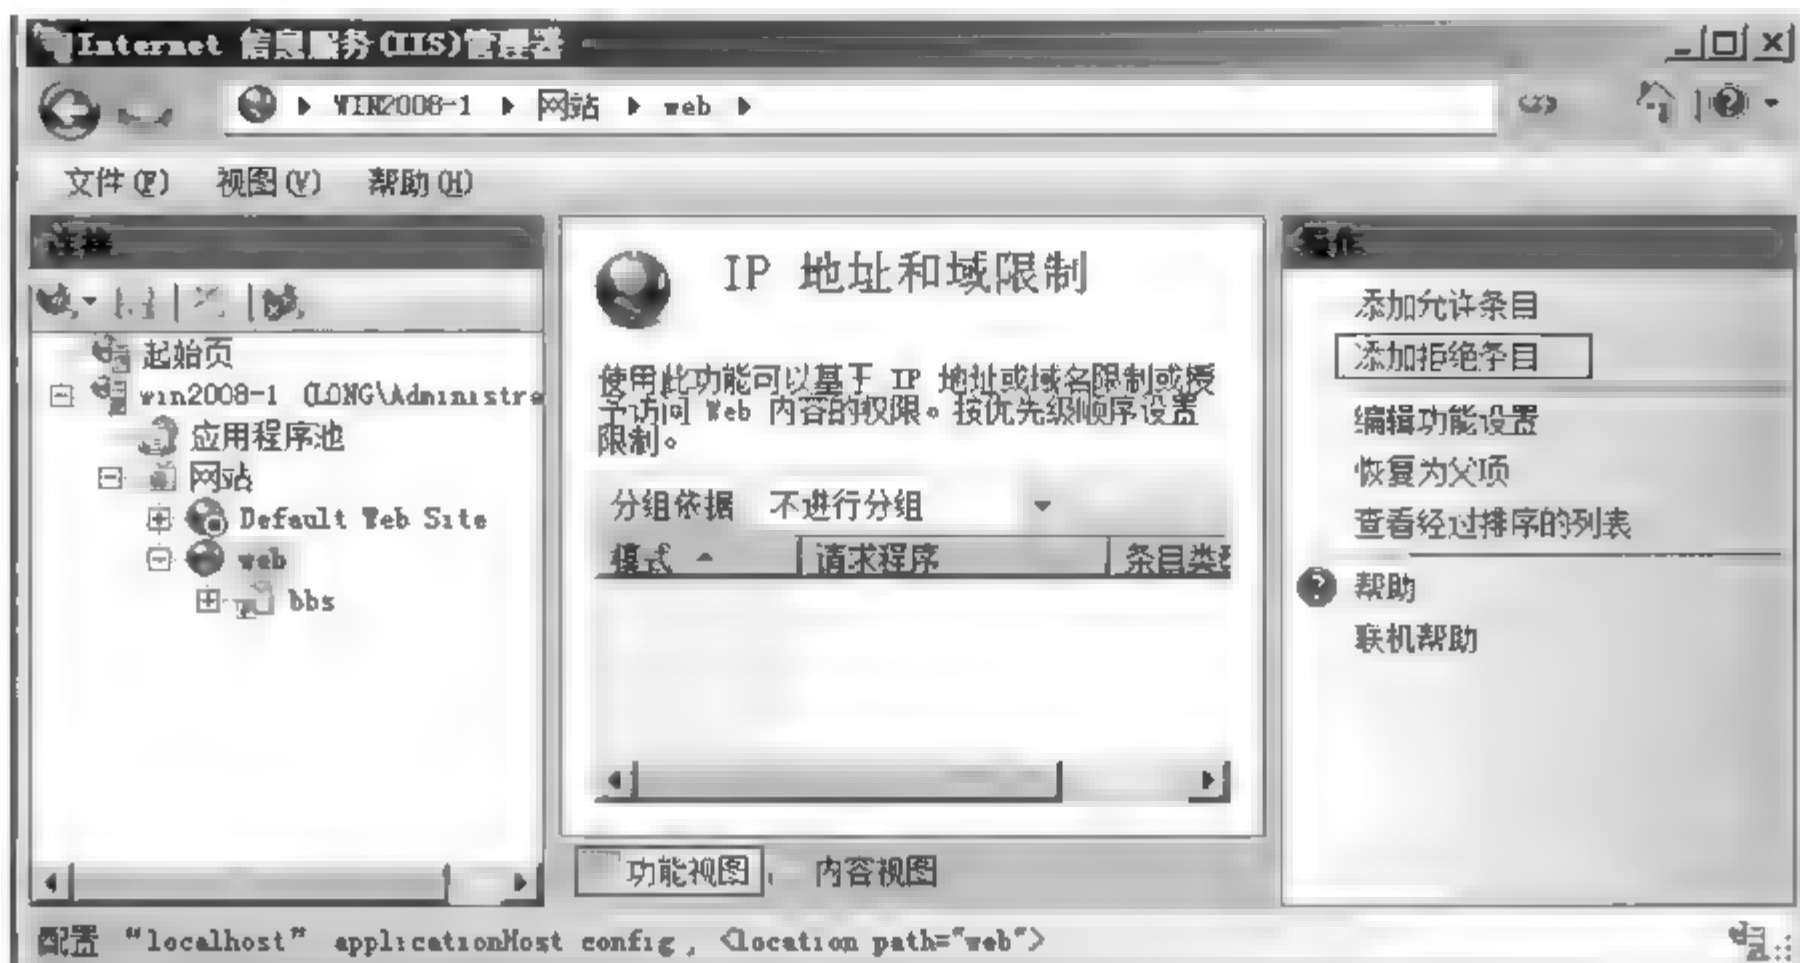 Internet 信息服务(IIS)管理器
WIN2008-1 网站 web
文件(F) 视图(V) 帮助(H)
连接
起始页
win2008-1 (LONG\Administra
应用程序池
网站
Default Web Site
web
bbs
IP 地址和域限制
使用此功能可以基于 IP 地址或域名限制或授
予访问 Web 内容的权限。按优先级顺序设置
限制。
分组依据 不进行分组
模式 请求程序 条目类型
功能视图 内容视图
操作
添加允许条目
添加拒绝条目
编辑功能设置
恢复为父项
查看经过排序的列表
帮助
联机帮助
配置 "localhost" applicationHost config, <location path="web">